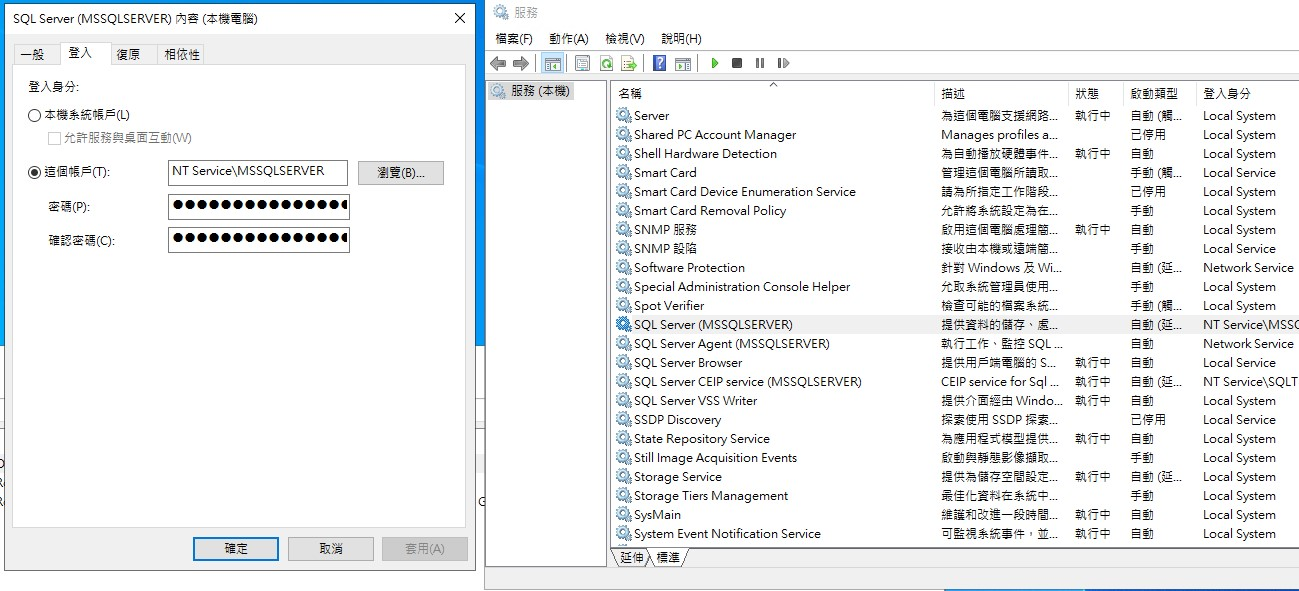 SQL Server (MSSQLSERVER) 內容 (本機電腦)
一般 登入 復原 相依性
登入身分:
本機系統帳戶(L)
允許服務與桌面互動(W)
這個帳戶(T): NT Service\MSSQLSERVER 瀏覽(B)...
密碼(P): ●●●●●●●●●●●●●●●
確認密碼(C): ●●●●●●●●●●●●●●●
確定 取消 套用(A)
服務
檔案(F) 動作(A) 檢視(V) 說明(H)
服務 (本機)
名稱 描述 狀態 啟動類型 登入身分
Server 為這個電腦支援網路... 執行中 自動 (觸... Local System
Shared PC Account Manager Manages profiles a... 已停用 Local System
Shell Hardware Detection 為自動播放硬體事件... 執行中 自動 Local System
Smart Card 管理這個電腦所讀取... 手動 (觸... Local Service
Smart Card Device Enumeration Service 請為所指定工作階段... 已停用 Local System
Smart Card Removal Policy 允許將系統設定為在... 手動 Local System
SNMP 服務 啟用這個電腦處理簡... 執行中 自動 Local System
SNMP 設陷 接收由本機或遠端簡... 手動 Local Service
Software Protection 針對 Windows 及 Wi... 自動 (延... Network Service
Special Administration Console Helper 允取系統管理員使用... 手動 Local System
Spot Verifier 檢查可能的檔案系統... 手動 (觸... Local System
SQL Server (MSSQLSERVER) 提供資料的儲存、處... 自動 (延... NT Service\MSSC
SQL Server Agent (MSSQLSERVER) 執行工作、監控 SQL ... 自動 Network Service
SQL Server Browser 提供用戶端電腦的 S... 執行中 自動 Local Service
SQL Server CEIP service (MSSQLSERVER) CEIP service for Sql ... 執行中 自動 (延... NT Service\SQLT
SQL Server VSS Writer 提供介面經由 Windo... 執行中 自動 Local System
SSDP Discovery 探索使用 SSDP 探索... 已停用 Local Service
State Repository Service 為應用程式模型提供... 執行中 自動 Local System
Still Image Acquisition Events 啟動與靜態影像擷取... 手動 Local System
Storage Service 提供為儲存空間設定... 執行中 自動 (延... Local System
Storage Tiers Management 最佳化資料在系統中... 手動 Local System
SysMain 維護和改進一段時間... 執行中 自動 Local System
System Event Notification Service 可監視系統事件，並... 執行中 自動 Local System
延伸 標準